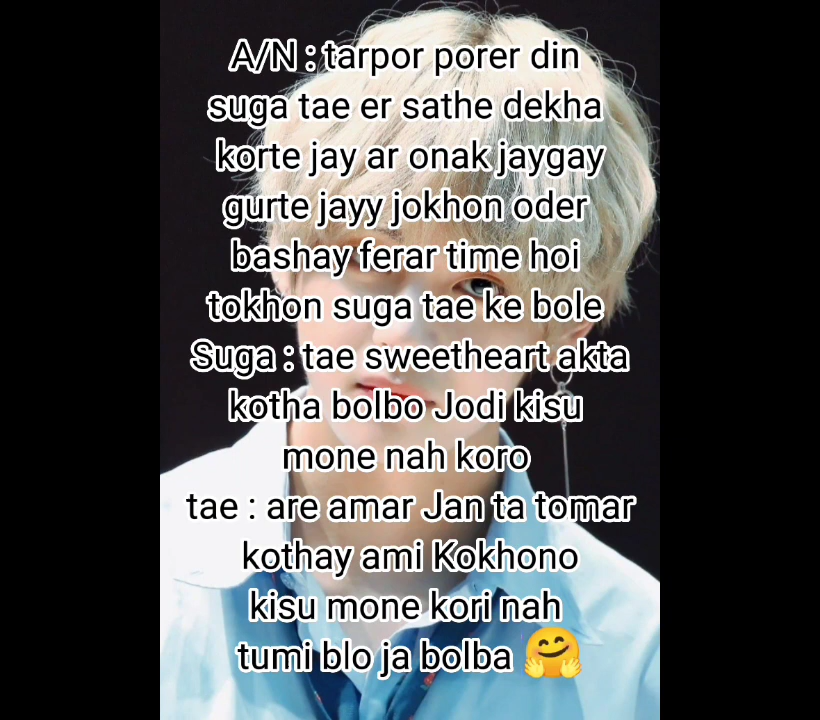 A/N : tarpor porer din
suga tae er sathe dekha
korte jay ar onak jaygay
gurte jayy jokhon oder
bashay ferar time hoi
tokhon suga tae ke bole
Suga : tae sweetheart akta
kotha bolbo Jodi kisu
mone nah koro
tae : are amar Jan ta tomar
kothay ami Kokhono
kisu mone kori nah
tumi blo ja bolba 🤗